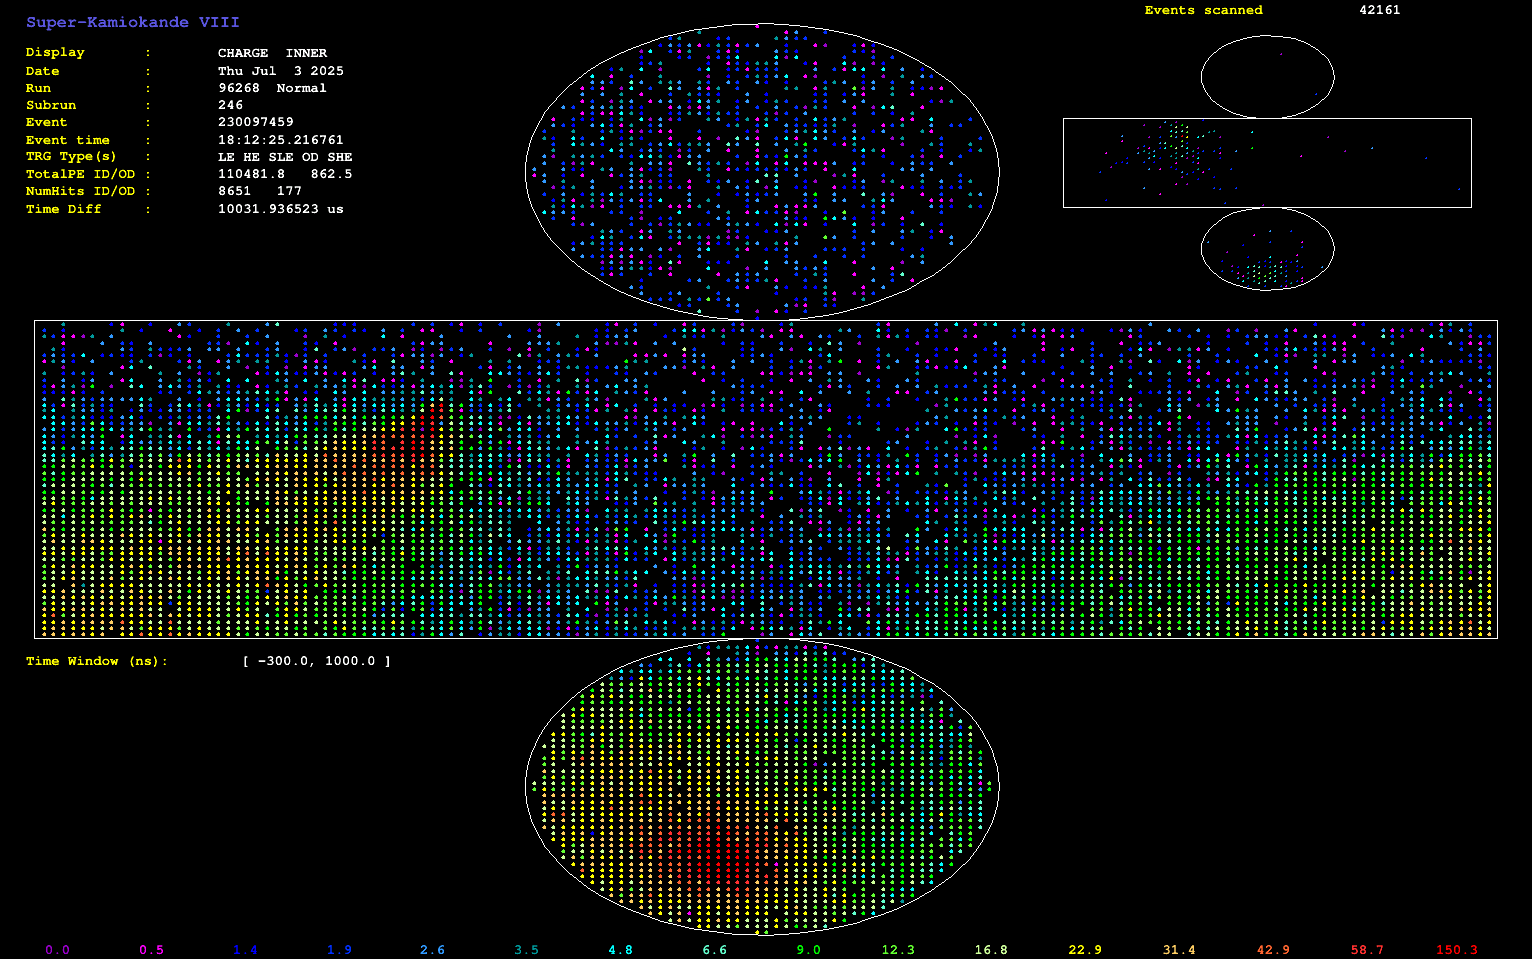 Super-Kamiokande VIII
Events scanned 42161
Display : CHARGE INNER
Date : Thu Jul 3 2025
Run : 96268 Normal
Subrun : 246
Event : 230097459
Event time : 18:12:25.216761
TRG Type(s) : LE HE SLE OD SHE
TotalPE ID/OD : 110481.8 862.5
NumHits ID/OD : 8651 177
Time Diff : 10031.936523 us
Time Window (ns): [ -300.0, 1000.0 ]
0.0 0.5 1.4 1.9 2.6 3.5 4.8 6.6 9.0 12.3 16.8 22.9 31.4 42.9 58.7 150.3